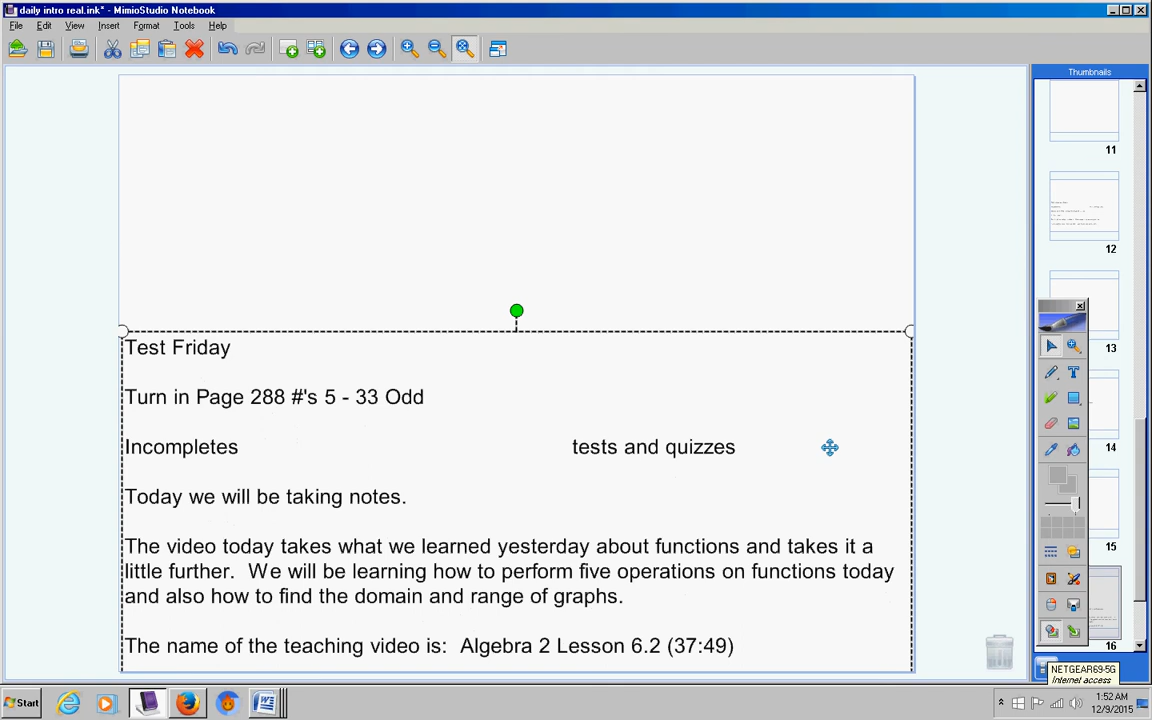 daily intro real.ink* - MimioStudio Notebook
File Edit View Insert Format Tools Help
Thumbnails
11
12
13
14
15
16
Test Friday
Turn in Page 288 #'s 5 - 33 Odd
Incompletes tests and quizzes
Today we will be taking notes.
The video today takes what we learned yesterday about functions and takes it a
little further. We will be learning how to perform five operations on functions today
and also how to find the domain and range of graphs.
The name of the teaching video is: Algebra 2 Lesson 6.2 (37:49)
NETGEAR69-5G
Internet access
Start
1:52 AM
12/9/2015